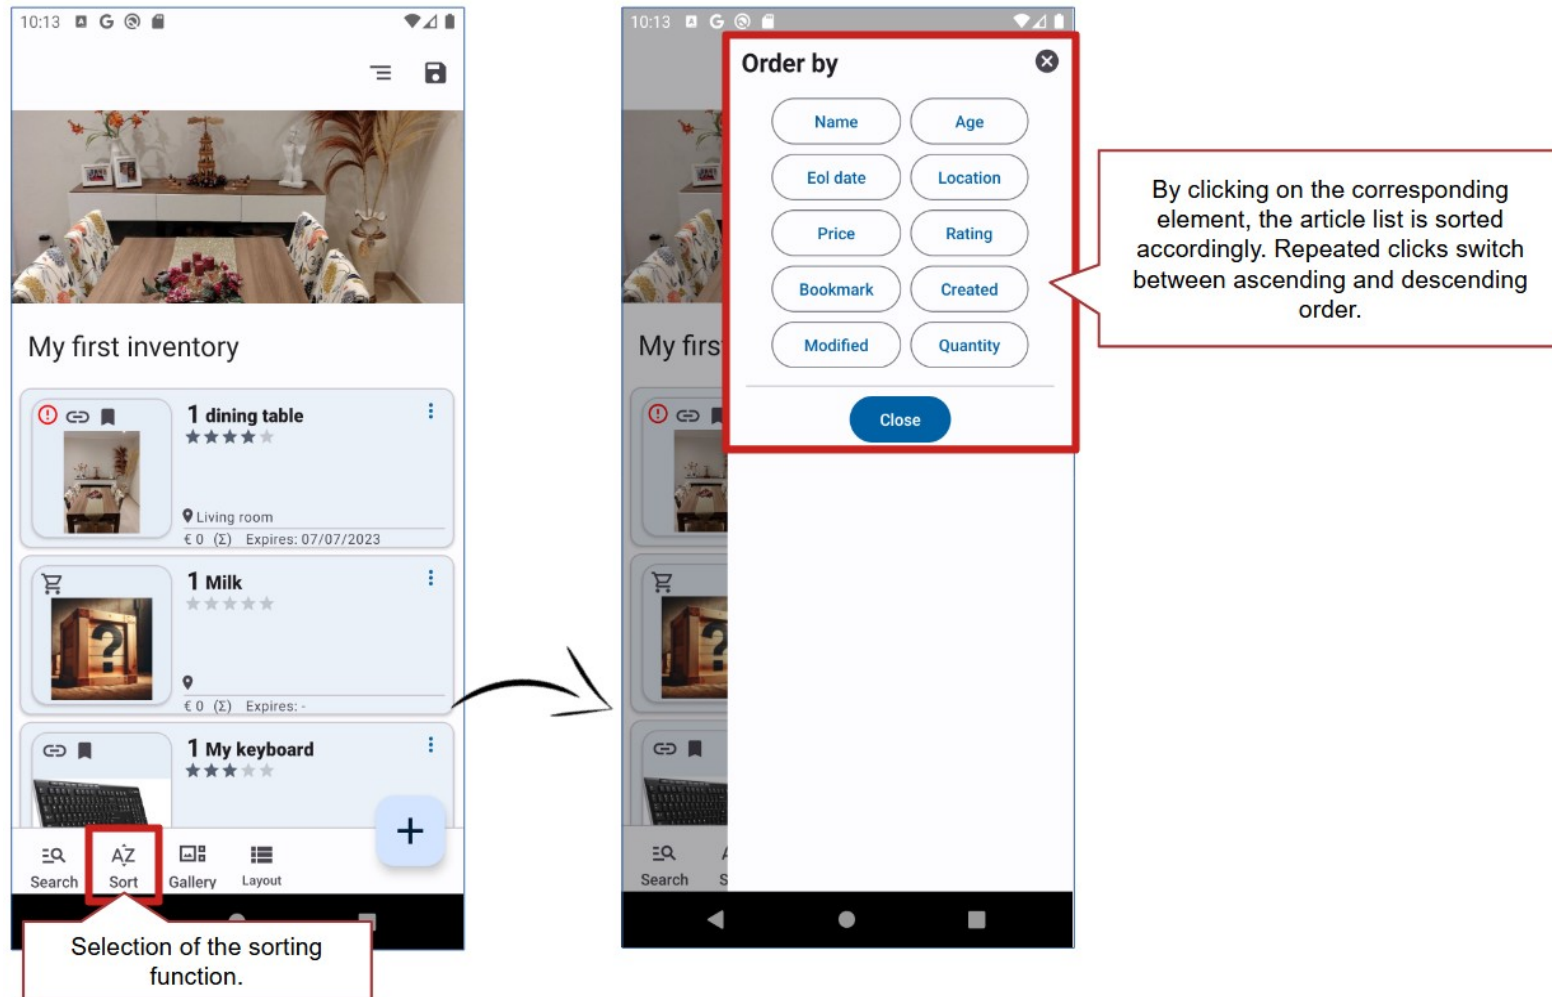 10:13
My first inventory
1 dining table
Living room
€ 0 (Σ) Expires: 07/07/2023
1 Milk
€ 0 (Σ) Expires: -
1 My keyboard
Search Sort Gallery Layout
Selection of the sorting
function.
10:13
Order by
Name Age
Eol date Location
Price Rating
Bookmark Created
Modified Quantity
Close
My firs
Search S
By clicking on the corresponding
element, the article list is sorted
accordingly. Repeated clicks switch
between ascending and descending
order.